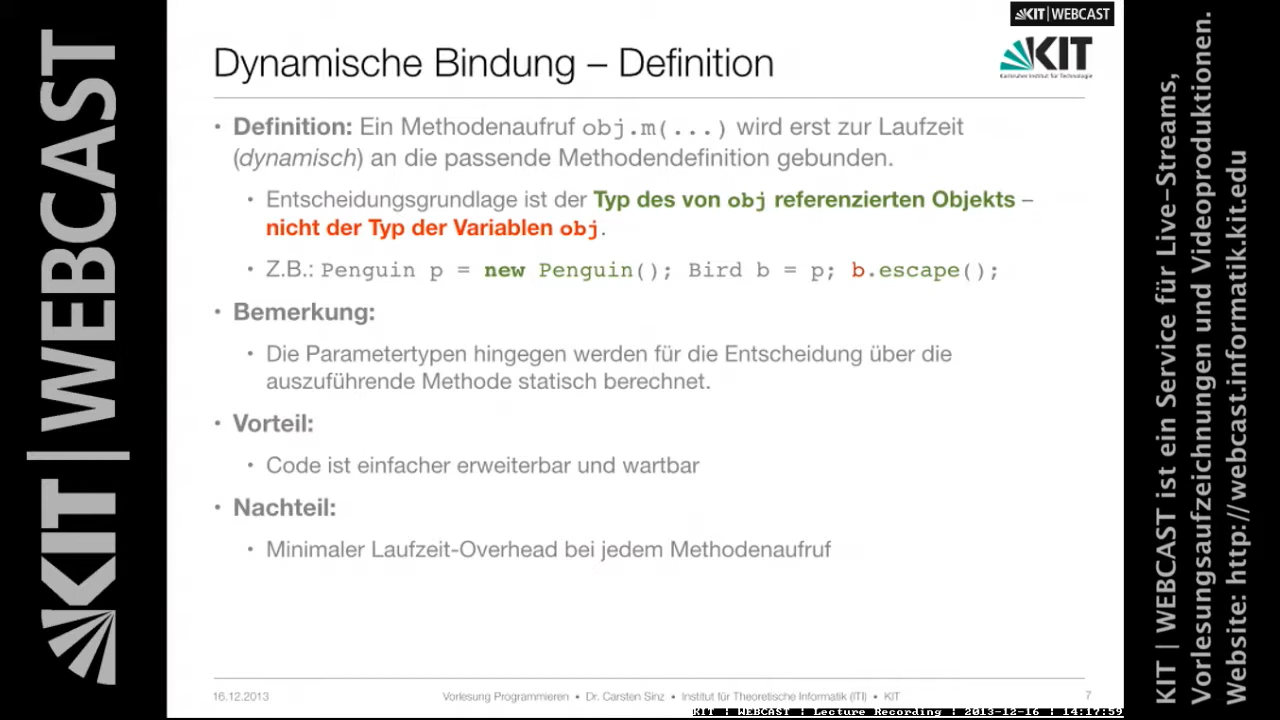 KIT | WEBCAST
KIT | WEBCAST
KIT
Karlsruher Institut für Technologie
Dynamische Bindung – Definition
• Definition: Ein Methodenaufruf obj.m(...) wird erst zur Laufzeit
(dynamisch) an die passende Methodendefinition gebunden.
• Entscheidungsgrundlage ist der Typ des von obj referenzierten Objekts –
nicht der Typ der Variablen obj.
• Z.B.: Penguin p = new Penguin(); Bird b = p; b.escape();
• Bemerkung:
• Die Parametertypen hingegen werden für die Entscheidung über die
auszuführende Methode statisch berechnet.
• Vorteil:
• Code ist einfacher erweiterbar und wartbar
• Nachteil:
• Minimaler Laufzeit-Overhead bei jedem Methodenaufruf
16.12.2013 Vorlesung Programmieren • Dr. Carsten Sinz • Institut für Theoretische Informatik (ITI) • KIT 7
KIT : WEBCAST : Lecture Recording : 2013-12-16 : 14:17:59
KIT | WEBCAST ist ein Service für Live-Streams,
Vorlesungsaufzeichnungen und Videoproduktionen.
Website: http://webcast.informatik.kit.edu